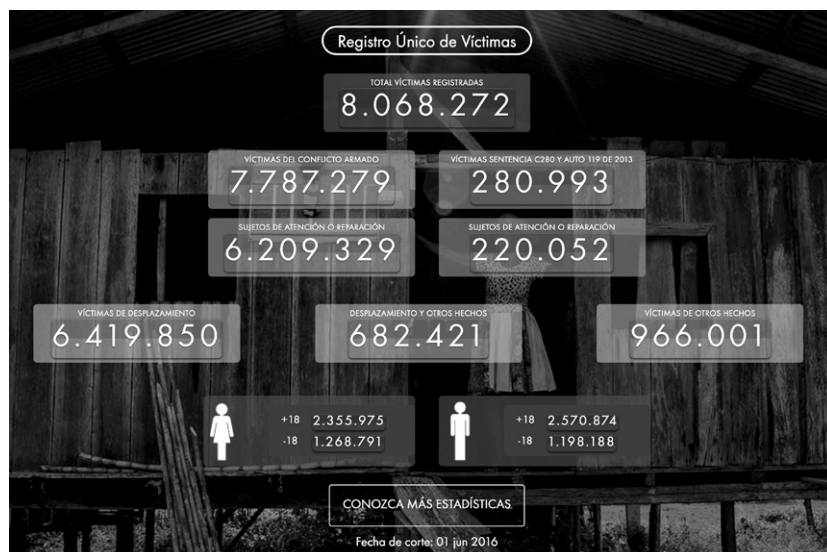 Registro Único de Víctimas
TOTAL VÍCTIMAS REGISTRADAS
8.068.272
VÍCTIMAS DEL CONFLICTO ARMADO
7.787.279
VÍCTIMAS SENTENCIA C280 Y AUTO 119 DE 2013
280.993
SUJETOS DE ATENCIÓN O REPARACIÓN
6.209.329
SUJETOS DE ATENCIÓN O REPARACIÓN
220.052
VÍCTIMAS DE DESPLAZAMIENTO
6.419.850
DESPLAZAMIENTO Y OTROS HECHOS
682.421
VÍCTIMAS DE OTROS HECHOS
966.001
+18 2.355.975
-18 1.268.791
+18 2.570.874
-18 1.198.188
CONOZCA MÁS ESTADÍSTICAS
Fecha de corte: 01 jun 2016